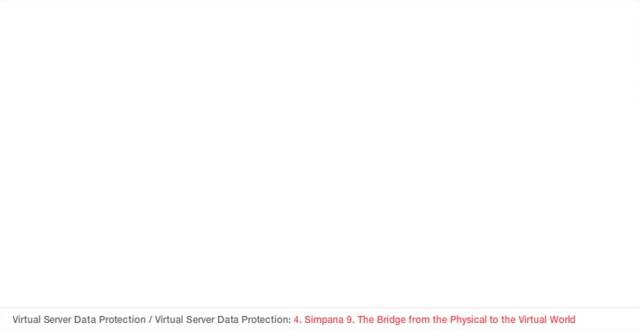 Virtual Server Data Protection / Virtual Server Data Protection: 4. Simpana 9. The Bridge from the Physical to the Virtual World